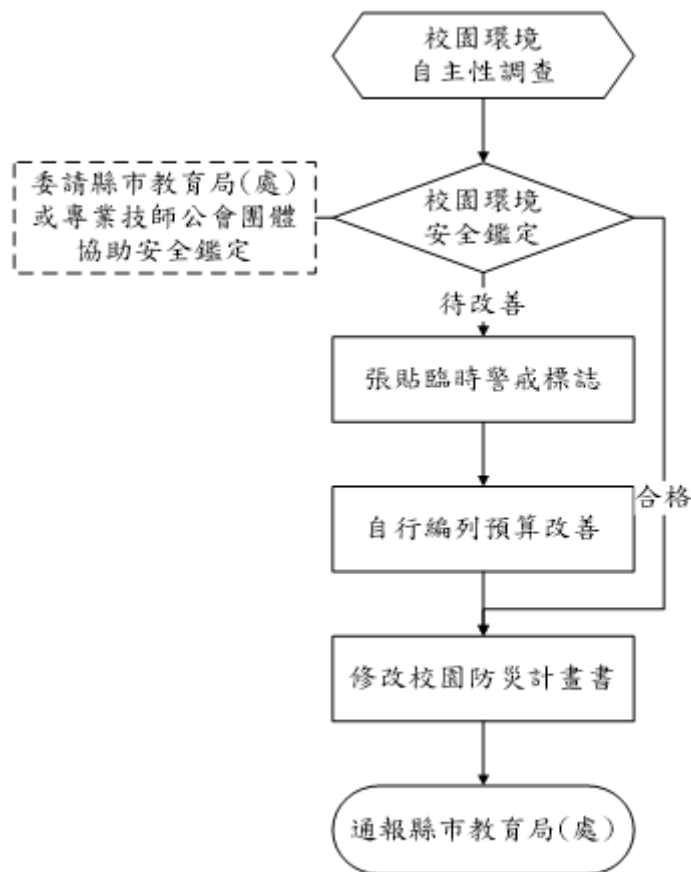 校園環境
自主性調查
委請縣市教育局(處)
或專業技師公會團體
協助安全鑑定
校園環境
安全鑑定
待改善
張貼臨時警戒標誌
合格
自行編列預算改善
修改校園防災計畫書
通報縣市教育局(處)